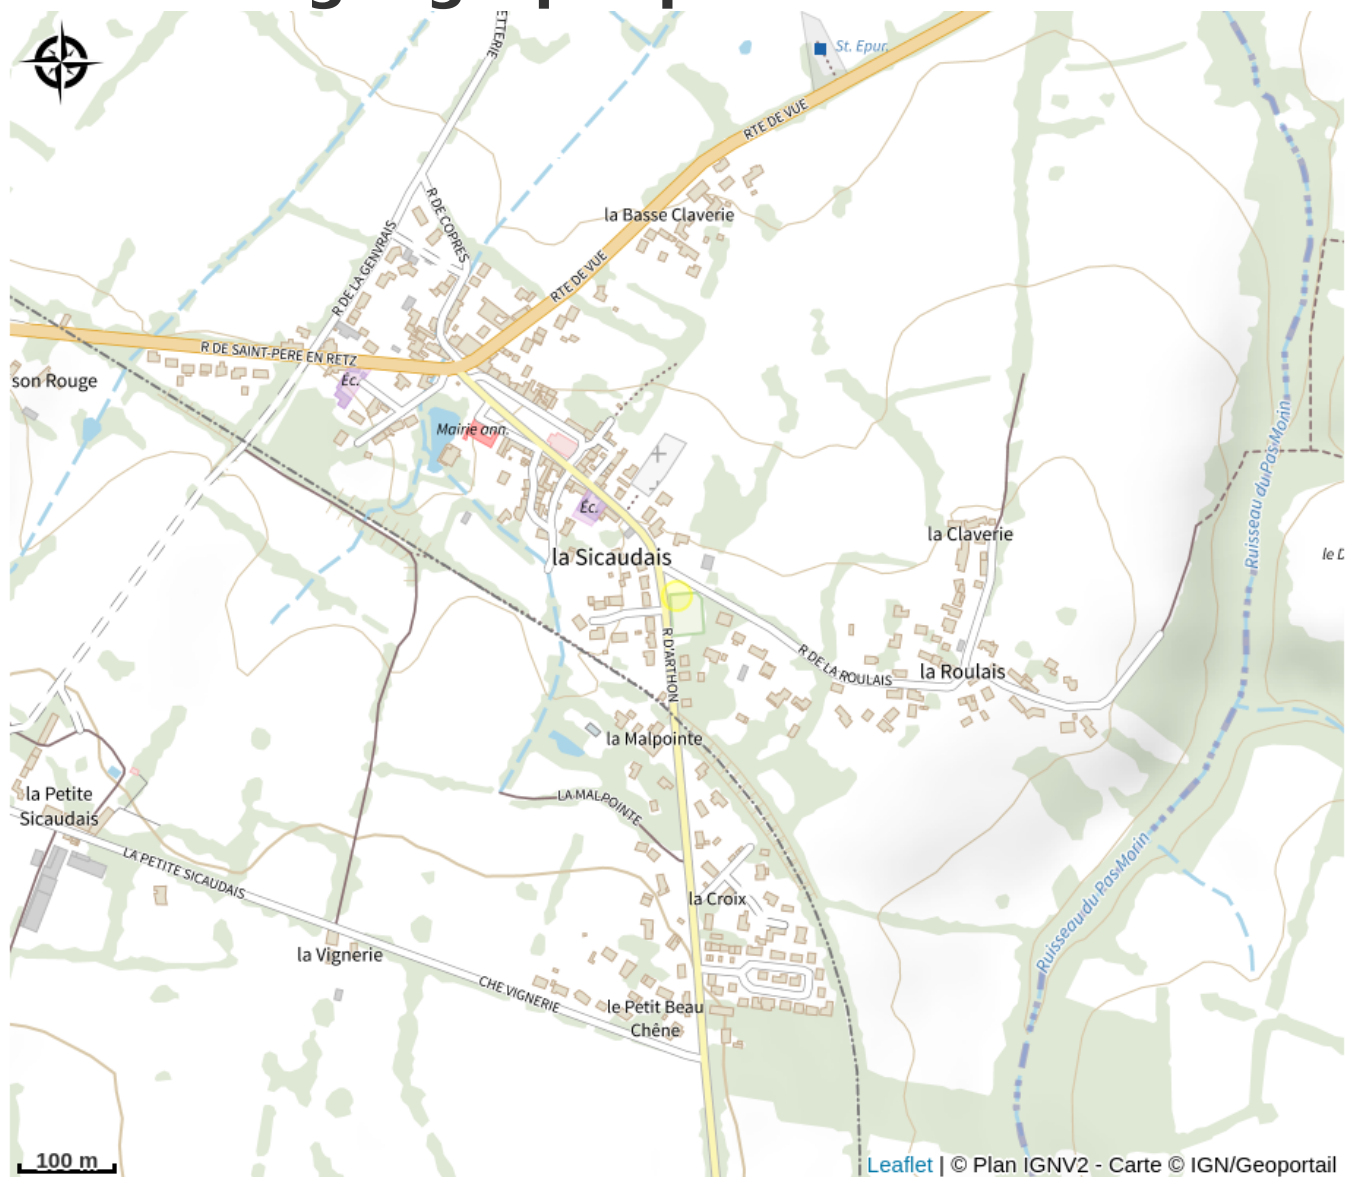 ETTERIE
St. Epur.
RTE DE VUE
R DE COPRES
la Basse Claverie
R DE LA GENVRAIS
RTE DE VUE
R DE SAINT-PERE EN RETZ
Éc.
son Rouge
Mairie ann.
Ruisseau du Pas Morin
Éc.
la Claverie
la Sicaudais
le D
R D'ARTHON
R DE LA ROULAIS
la Roulais
la Malpointe
la Petite
Sicaudais
LA MALPOINTE
LA PETITE SICAUDAIS
la Croix
Ruisseau du Pas Morin
la Vignerie
CHE VIGNERIE
le Petit Beau
Chêne
100 m
Leaflet | © Plan IGNV2 - Carte © IGN/Geoportail